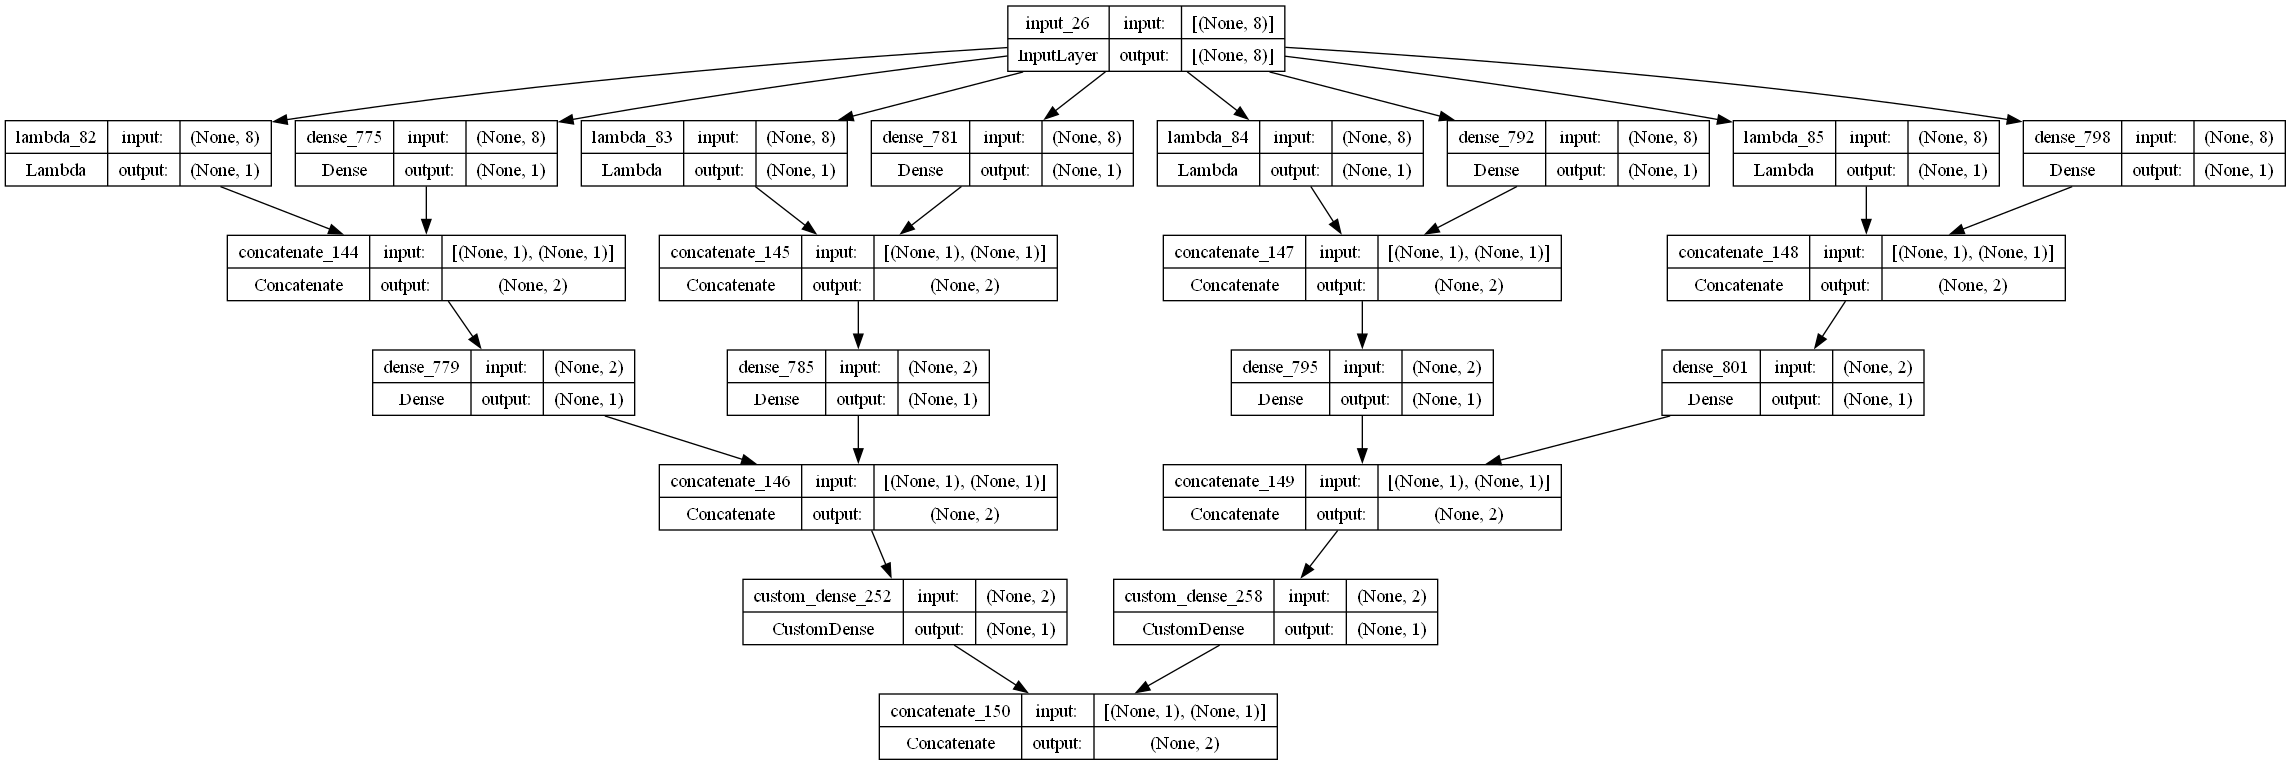 input_26 input: [(None, 8)]
InputLayer output: [(None, 8)]
lambda_82 input: (None, 8)
Lambda output: (None, 1)
dense_775 input: (None, 8)
Dense output: (None, 1)
lambda_83 input: (None, 8)
Lambda output: (None, 1)
dense_781 input: (None, 8)
Dense output: (None, 1)
lambda_84 input: (None, 8)
Lambda output: (None, 1)
dense_792 input: (None, 8)
Dense output: (None, 1)
lambda_85 input: (None, 8)
Lambda output: (None, 1)
dense_798 input: (None, 8)
Dense output: (None, 1)
concatenate_144 input: [(None, 1), (None, 1)]
Concatenate output: (None, 2)
concatenate_145 input: [(None, 1), (None, 1)]
Concatenate output: (None, 2)
concatenate_147 input: [(None, 1), (None, 1)]
Concatenate output: (None, 2)
concatenate_148 input: [(None, 1), (None, 1)]
Concatenate output: (None, 2)
dense_779 input: (None, 2)
Dense output: (None, 1)
dense_785 input: (None, 2)
Dense output: (None, 1)
dense_795 input: (None, 2)
Dense output: (None, 1)
dense_801 input: (None, 2)
Dense output: (None, 1)
concatenate_146 input: [(None, 1), (None, 1)]
Concatenate output: (None, 2)
concatenate_149 input: [(None, 1), (None, 1)]
Concatenate output: (None, 2)
custom_dense_252 input: (None, 2)
CustomDense output: (None, 1)
custom_dense_258 input: (None, 2)
CustomDense output: (None, 1)
concatenate_150 input: [(None, 1), (None, 1)]
Concatenate output: (None, 2)